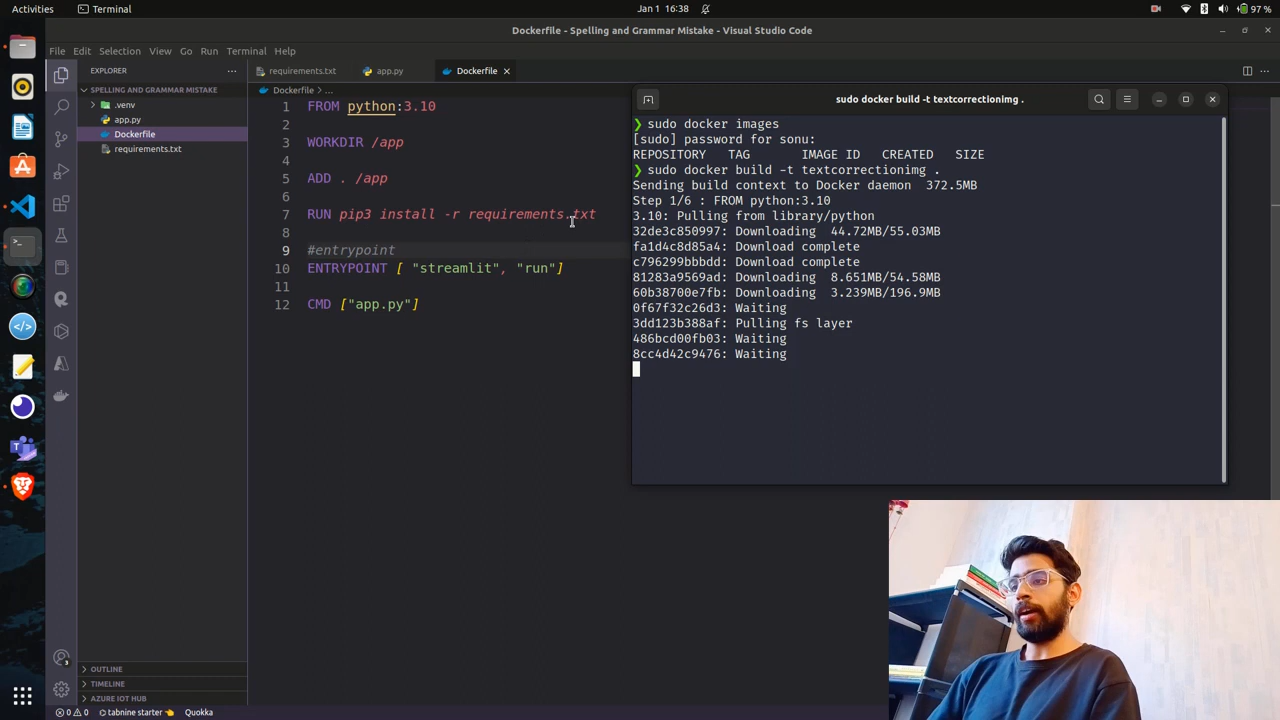 Activities
Terminal
Jan 1 16:38
97 %
Dockerfile - Spelling and Grammar Mistake - Visual Studio Code
File Edit Selection View Go Run Terminal Help
EXPLORER
requirements.txt
app.py
Dockerfile
SPELLING AND GRAMMAR MISTAKE
.venv
app.py
Dockerfile
requirements.txt
Dockerfile > ...
1 FROM python:3.10
2
3 WORKDIR /app
4
5 ADD . /app
6
7 RUN pip3 install -r requirements.txt
8
9 #entrypoint
10 ENTRYPOINT [ "streamlit", "run"]
11
12 CMD ["app.py"]
sudo docker build -t textcorrectionimg .
❯ sudo docker images
[sudo] password for sonu:
REPOSITORY TAG IMAGE ID CREATED SIZE
❯ sudo docker build -t textcorrectionimg .
Sending build context to Docker daemon 372.5MB
Step 1/6 : FROM python:3.10
3.10: Pulling from library/python
32de3c850997: Downloading 44.72MB/55.03MB
fa1d4c8d85a4: Download complete
c796299bbbdd: Download complete
81283a9569ad: Downloading 8.651MB/54.58MB
60b38700e7fb: Downloading 3.239MB/196.9MB
0f67f32c26d3: Waiting
3dd123b388af: Pulling fs layer
486bcd00fb03: Waiting
8cc4d42c9476: Waiting
OUTLINE
TIMELINE
AZURE IOT HUB
0 0 tabnine starter Quokka